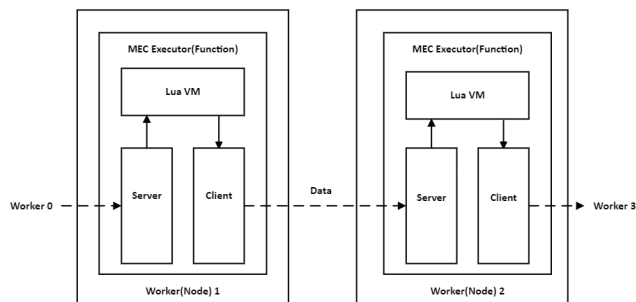 MEC Executor(Function)
Lua VM
Server
Client
Worker 0
Worker(Node) 1
Data
MEC Executor(Function)
Lua VM
Server
Client
Worker 3
Worker(Node) 2